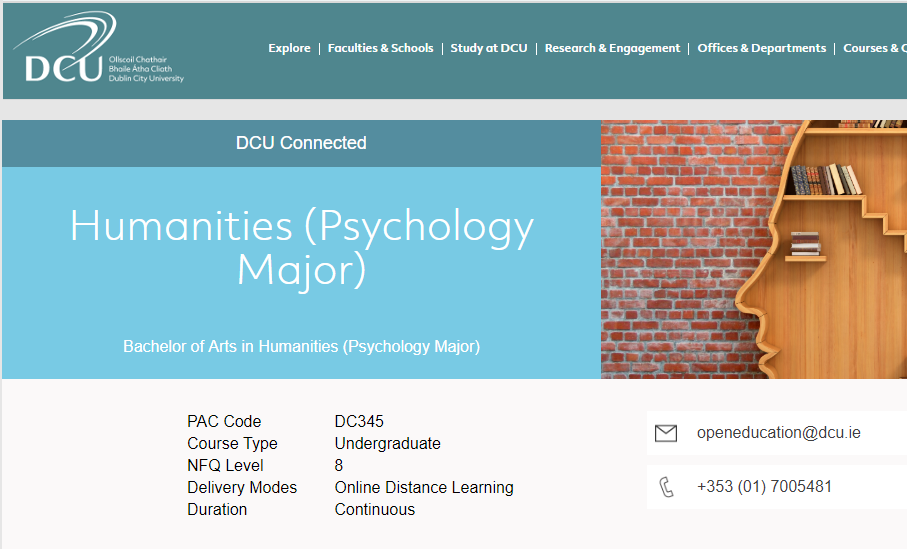 DCU
Ollscoil Chathair
Bhaile Átha Cliath
Dublin City University
Explore | Faculties & Schools | Study at DCU | Research & Engagement | Offices & Departments | Courses &
DCU Connected
Humanities (Psychology
Major)
Bachelor of Arts in Humanities (Psychology Major)
PAC Code DC345
Course Type Undergraduate
NFQ Level 8
Delivery Modes Online Distance Learning
Duration Continuous
openeducation@dcu.ie
+353 (01) 7005481